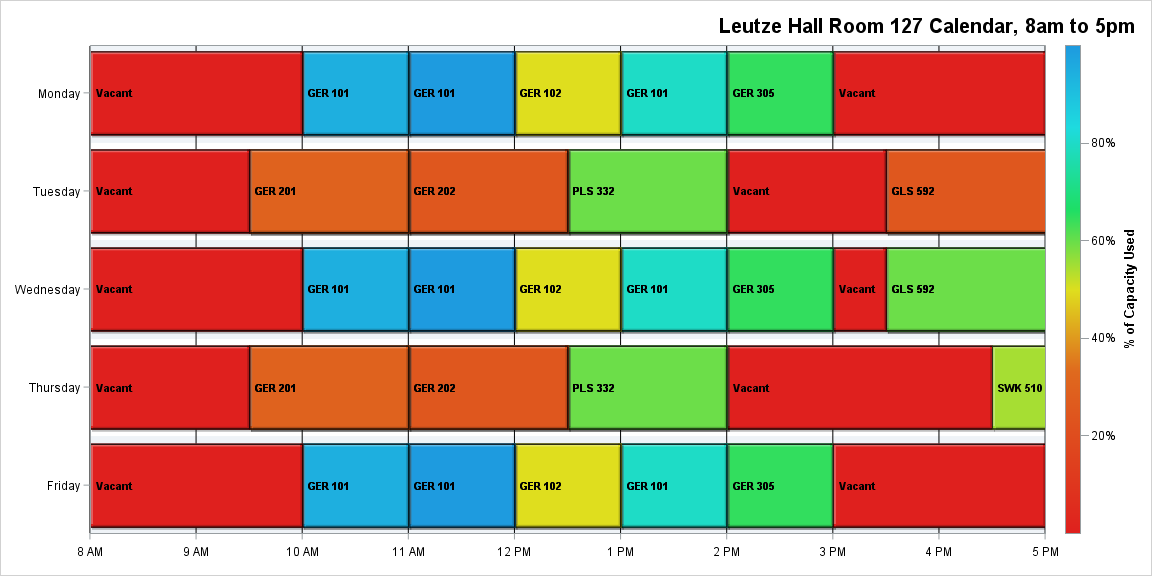 Leutze Hall Room 127 Calendar, 8am to 5pm
Monday
Vacant
GER 101
GER 101
GER 102
GER 101
GER 305
Vacant
Tuesday
Vacant
GER 201
GER 202
PLS 332
Vacant
GLS 592
Wednesday
Vacant
GER 101
GER 101
GER 102
GER 101
GER 305
Vacant
GLS 592
Thursday
Vacant
GER 201
GER 202
PLS 332
Vacant
SWK 510
Friday
Vacant
GER 101
GER 101
GER 102
GER 101
GER 305
Vacant
8 AM
9 AM
10 AM
11 AM
12 PM
1 PM
2 PM
3 PM
4 PM
5 PM
80%
60%
40%
20%
% of Capacity Used